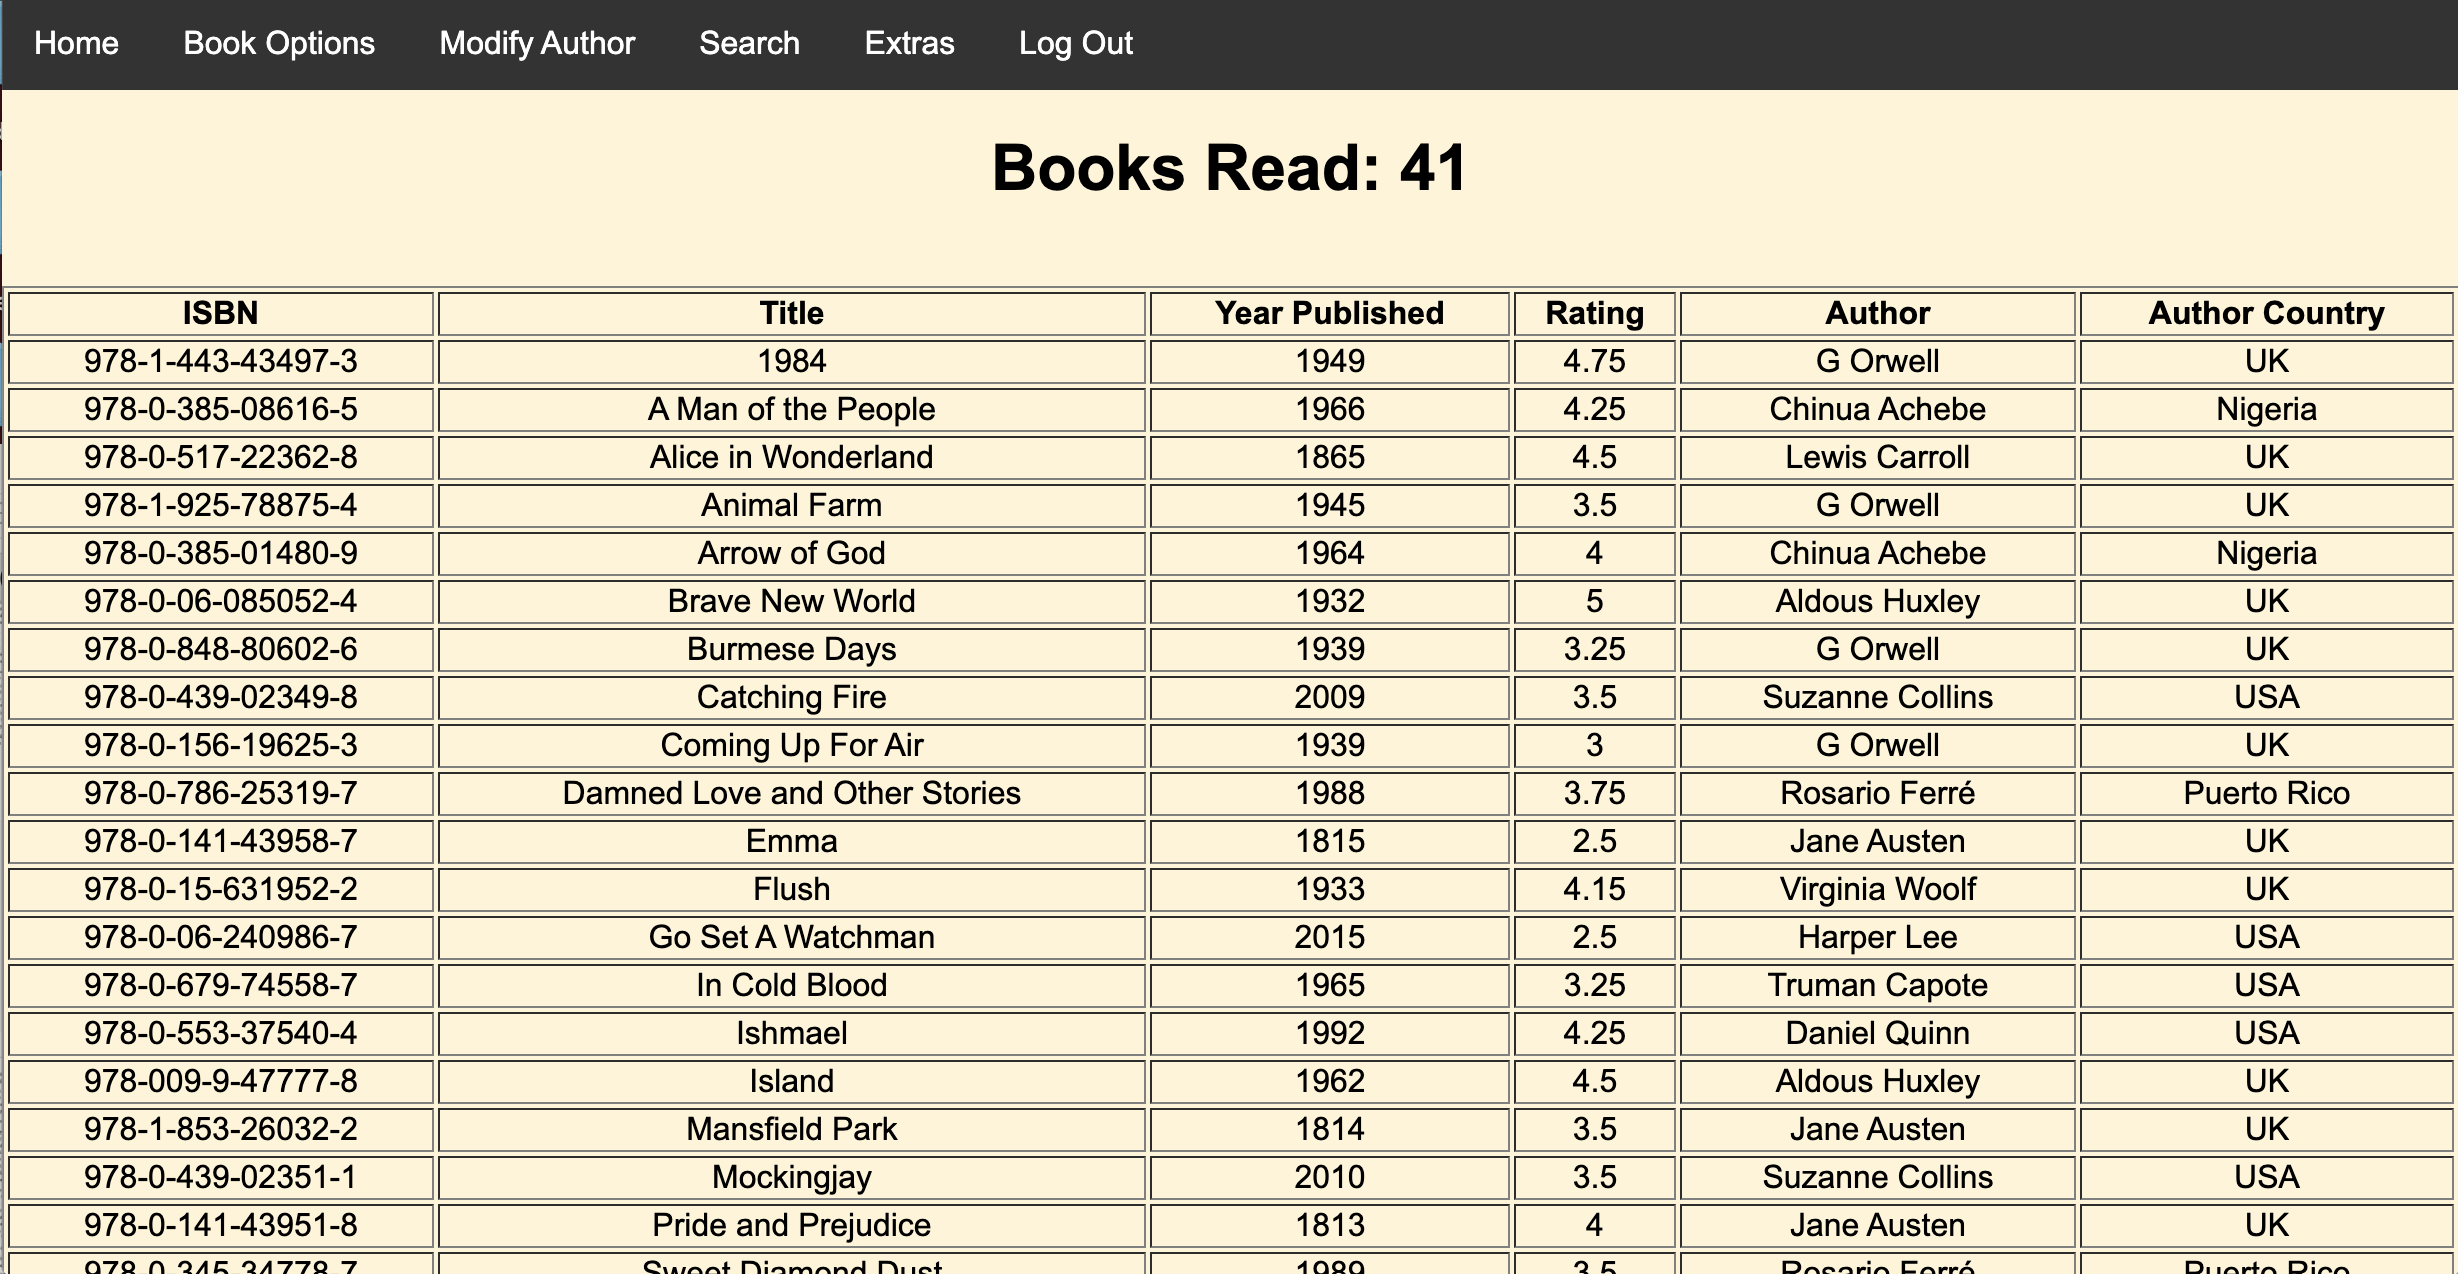 Home Book Options Modify Author Search Extras Log Out
Books Read: 41
ISBN Title Year Published Rating Author Author Country
978-1-443-43497-3 1984 1949 4.75 G Orwell UK
978-0-385-08616-5 A Man of the People 1966 4.25 Chinua Achebe Nigeria
978-0-517-22362-8 Alice in Wonderland 1865 4.5 Lewis Carroll UK
978-1-925-78875-4 Animal Farm 1945 3.5 G Orwell UK
978-0-385-01480-9 Arrow of God 1964 4 Chinua Achebe Nigeria
978-0-06-085052-4 Brave New World 1932 5 Aldous Huxley UK
978-0-848-80602-6 Burmese Days 1939 3.25 G Orwell UK
978-0-439-02349-8 Catching Fire 2009 3.5 Suzanne Collins USA
978-0-156-19625-3 Coming Up For Air 1939 3 G Orwell UK
978-0-786-25319-7 Damned Love and Other Stories 1988 3.75 Rosario Ferré Puerto Rico
978-0-141-43958-7 Emma 1815 2.5 Jane Austen UK
978-0-15-631952-2 Flush 1933 4.15 Virginia Woolf UK
978-0-06-240986-7 Go Set A Watchman 2015 2.5 Harper Lee USA
978-0-679-74558-7 In Cold Blood 1965 3.25 Truman Capote USA
978-0-553-37540-4 Ishmael 1992 4.25 Daniel Quinn USA
978-009-9-47777-8 Island 1962 4.5 Aldous Huxley UK
978-1-853-26032-2 Mansfield Park 1814 3.5 Jane Austen UK
978-0-439-02351-1 Mockingjay 2010 3.5 Suzanne Collins USA
978-0-141-43951-8 Pride and Prejudice 1813 4 Jane Austen UK
978-0-345-34778-7 Sweet Diamond Dust 1989 3.5 Rosario Ferré Puerto Rico